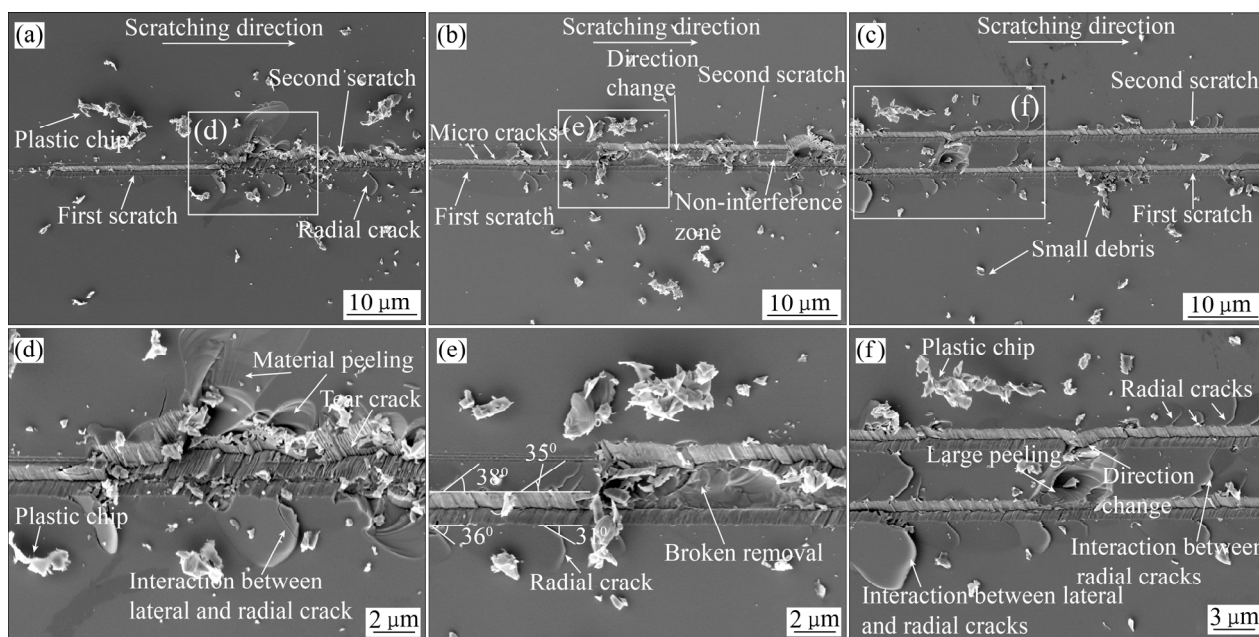 (a)
Scratching direction
Second scratch
Plastic chip
(d)
First scratch
Radial crack
10 μm
(b)
Scratching direction
Direction
change
Second scratch
Micro cracks
(e)
First scratch
Non-interference
zone
10 μm
(c)
Scratching direction
Second scratch
(f)
First scratch
Small debris
10 μm
(d)
Material peeling
Tear crack
Plastic chip
Interaction between
lateral and radial crack
2 μm
(e)
35⁰
38⁰
36⁰
Broken removal
Radial crack
2 μm
(f)
Plastic chip
Radial cracks
Large peeling
Direction
change
Interaction between
radial cracks
Interaction between lateral
and radial cracks
3 μm